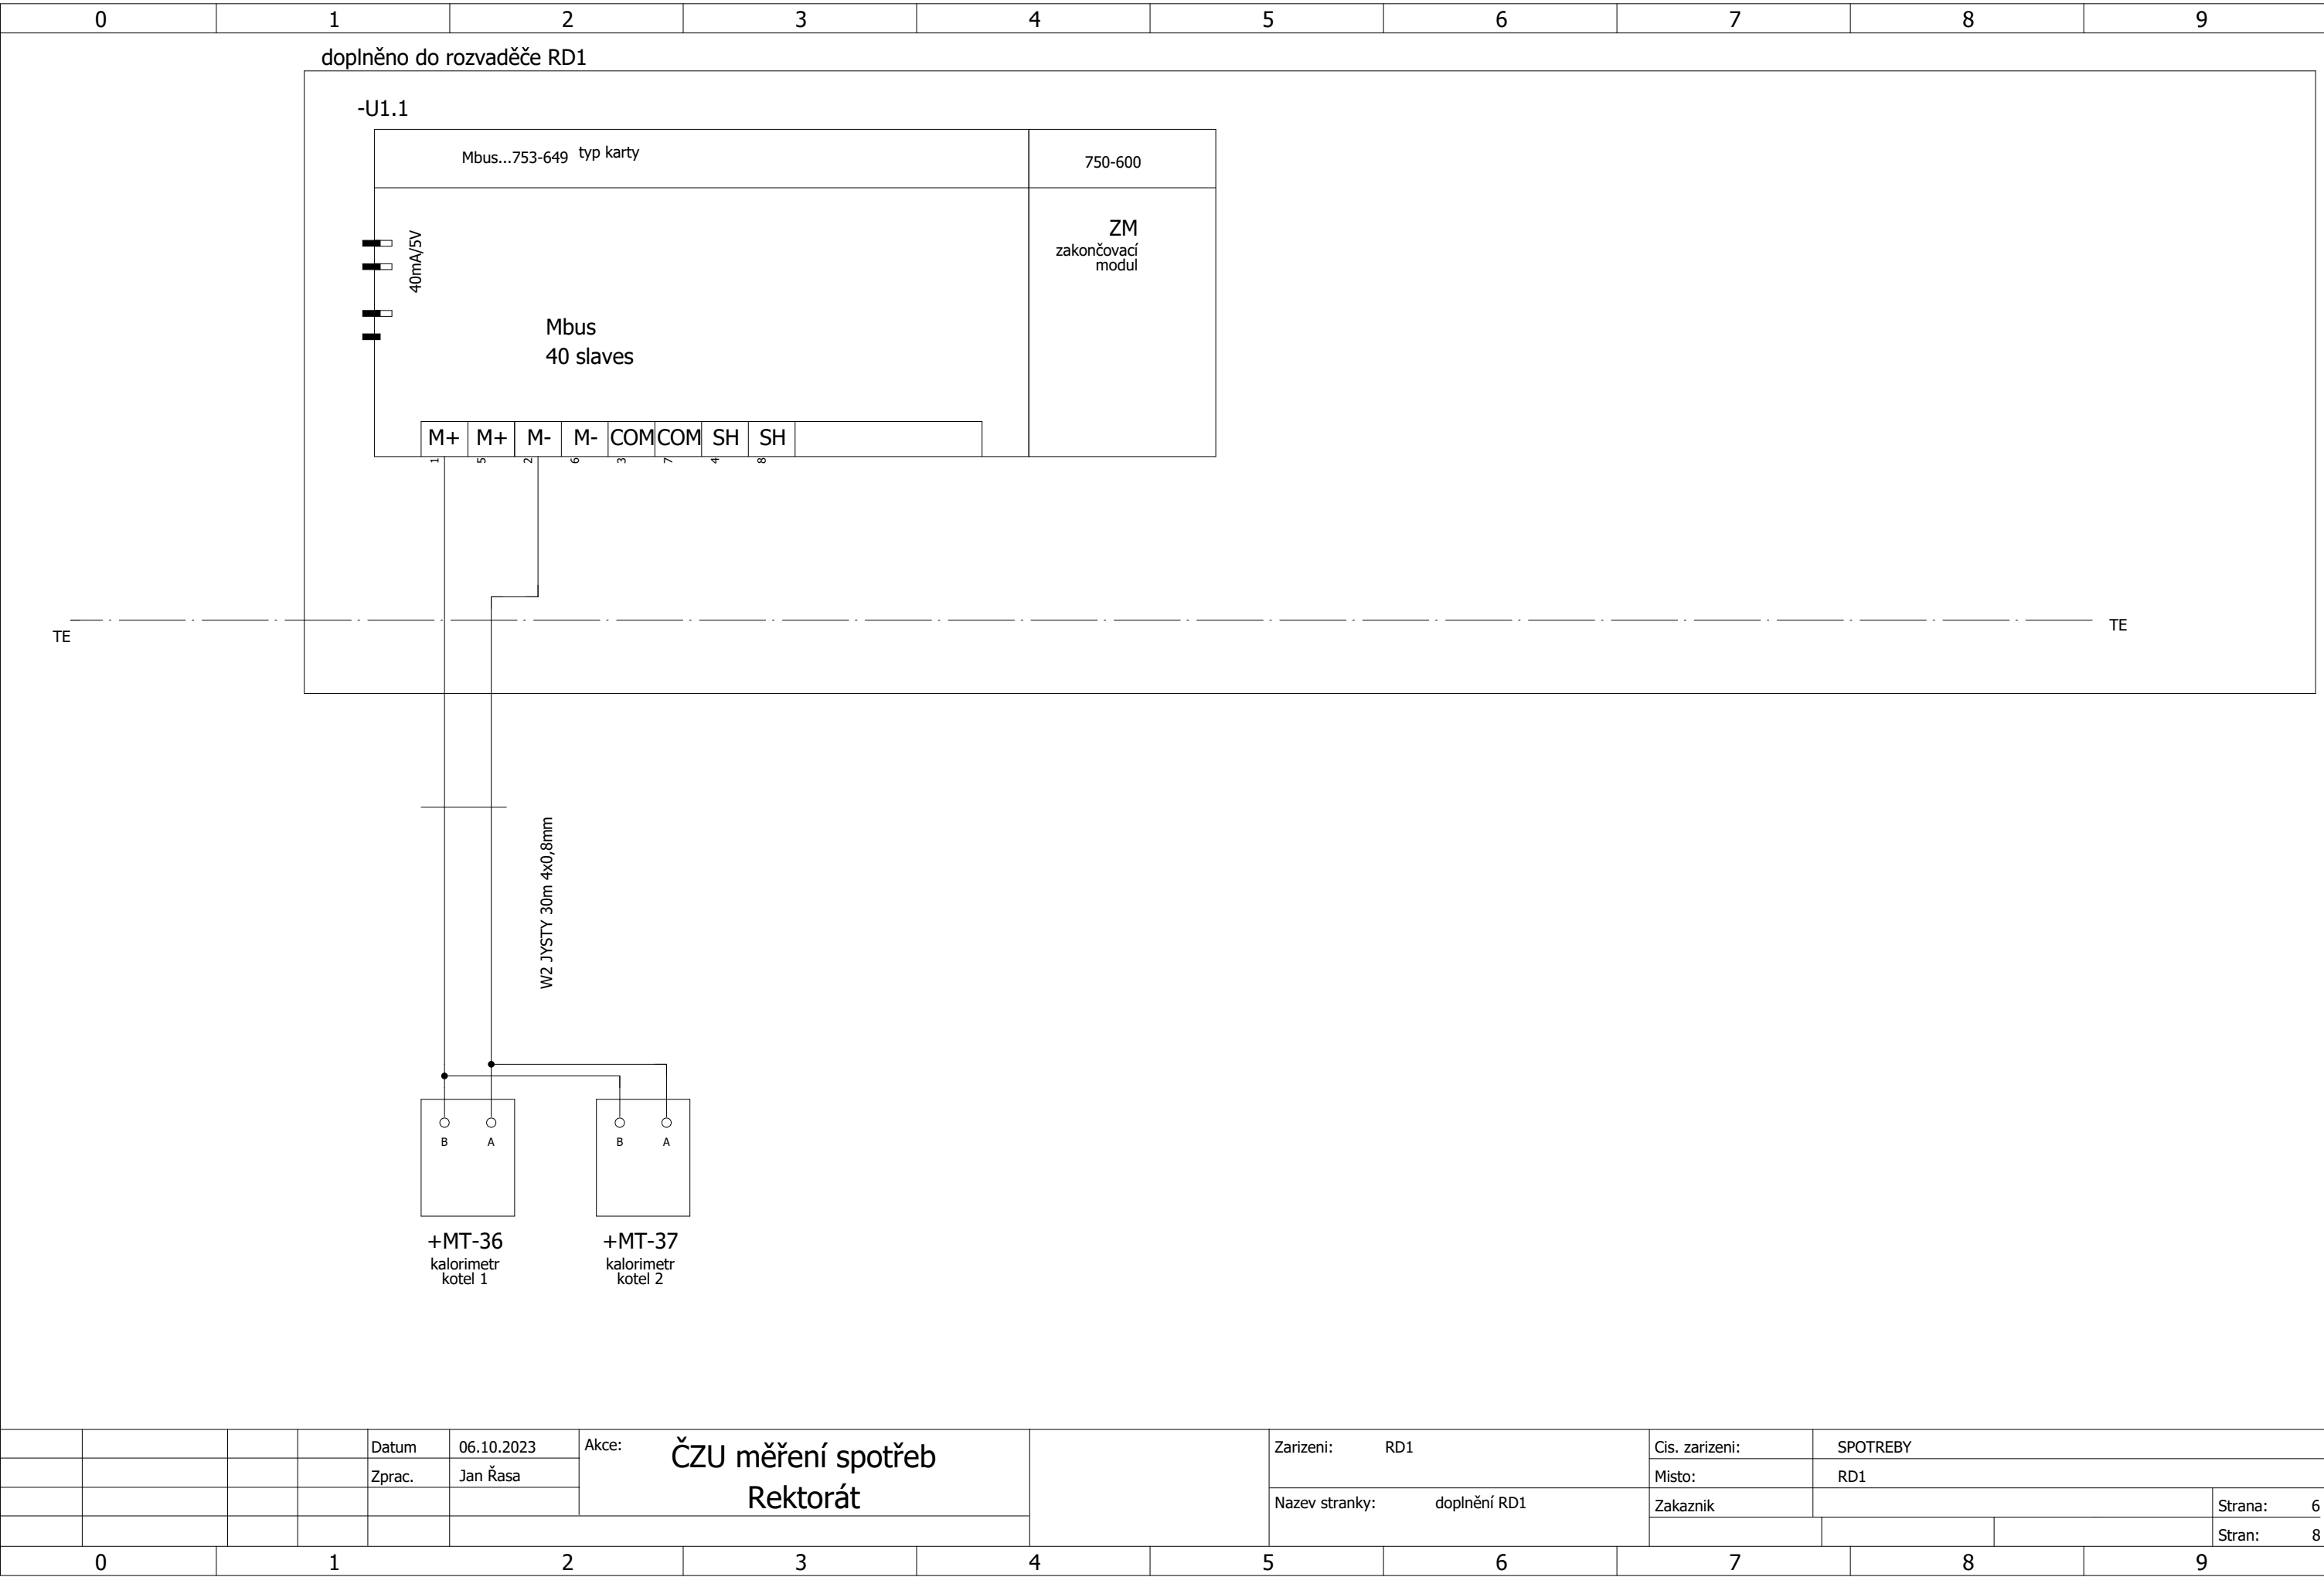 0 1 2 3 4 5 6 7 8 9
doplněno do rozvaděče RD1
-U1.1
Mbus...753-649 typ karty
750-600
40mA/5V
ZM
zakončovací
modul
Mbus
40 slaves
M+ M+ M- M- COM COM SH SH
1 5 2 6 3 7 4 8
TE
TE
W2 JYSTY 30m 4x0,8mm
B A
B A
+MT-36
kalorimetr
kotel 1
+MT-37
kalorimetr
kotel 2
Datum 06.10.2023
Zprac. Jan Řasa
Akce: ČZU měření spotřeb
Rektorát
Zarizeni: RD1
Nazev stranky: doplnění RD1
Cis. zarizeni: SPOTREBY
Misto: RD1
Zakaznik
Strana: 6
Stran: 8
0 1 2 3 4 5 6 7 8 9